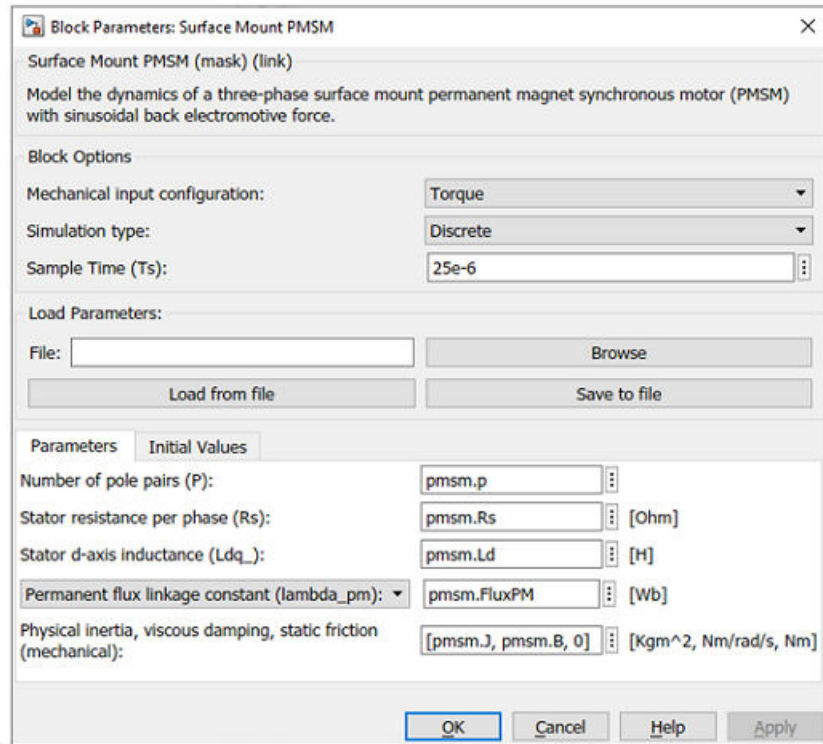 Block Parameters: Surface Mount PMSM
Surface Mount PMSM (mask) (link)
Model the dynamics of a three-phase surface mount permanent magnet synchronous motor (PMSM)
with sinusoidal back electromotive force.
Block Options
Mechanical input configuration: Torque
Simulation type: Discrete
Sample Time (Ts): 25e-6
Load Parameters:
File: Browse
Load from file Save to file
Parameters Initial Values
Number of pole pairs (P): pmsm.p
Stator resistance per phase (Rs): pmsm.Rs [Ohm]
Stator d-axis inductance (Ldq_): pmsm.Ld [H]
Permanent flux linkage constant (lambda_pm): pmsm.FluxPM [Wb]
Physical inertia, viscous damping, static friction
(mechanical): [pmsm.J, pmsm.B, 0] [Kgm^2, Nm/rad/s, Nm]
OK Cancel Help Apply